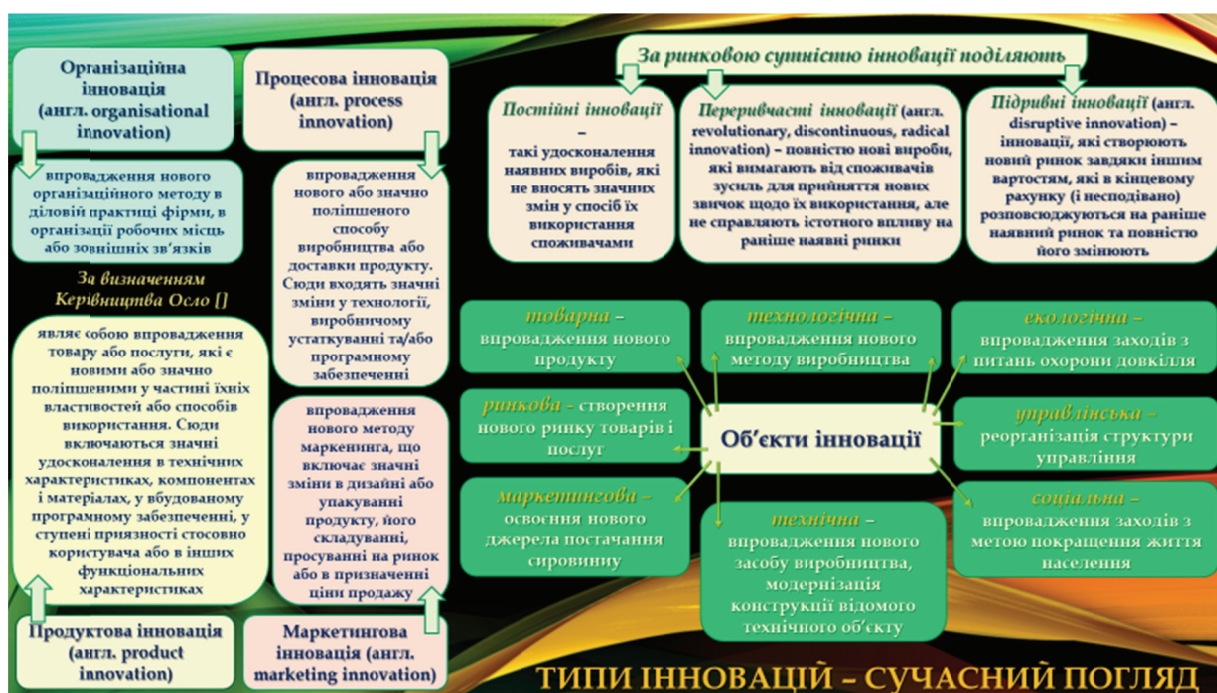 Організаційна
інновація
(англ. organisational
innovation)
впровадження нового
організаційного методу в
діловій практиці фірми, в
організації робочих місць
або зовнішніх зв’язків
За визначенням
Керівництва Осло []
являє собою впровадження
товару або послуги, які є
новими або значно
поліпшеними у частині їхніх
властивостей або способів
використання. Сюди
включаються значні
удосконалення в технічних
характеристиках, компонентах
і матеріалах, у вбудованому
програмному забезпеченні, у
ступені приязності стосовно
користувача або в інших
функціональних
характеристиках
Продуктова інновація
(англ. product
innovation)
Процесова інновація
(англ. process
innovation)
впровадження
нового або значно
поліпшеного
способу
виробництва або
доставки продукту.
Сюди входять значні
зміни у технології,
виробничому
устаткуванні та/або
програмному
забезпеченні
впровадження
нового методу
маркенинга, що
включає значні
зміни в дизайні або
упакуванні
продукту, його
складуванні,
просуванні на ринок
або в призначенні
ціни продажу
Маркетингова
інновація (англ.
marketing innovation)
За ринковою сутністю інновації поділяють
Постійні інновації
–
такі удосконалення
наявних виробів, які
не вносять значних
змін у спосіб їх
використання
споживачами
Переривчасті інновації (англ.
revolutionary, discontinuous, radical
innovation) – повністю нові вироби,
які вимагають від споживачів
зусиль для прийняття нових
звичок щодо їх використання, але
не справляють істотного впливу на
раніше наявні ринки
Підривні інновації (англ.
disruptive innovation) –
інновації, які створюють
новий ринок завдяки іншим
вартостям, які в кінцевому
рахунку (і несподівано)
розповсюджуються на раніше
наявний ринок та повністю
його змінюють
товарна –
впровадження нового
продукту
технологічна –
впровадження нового
методу виробництва
екологічна –
впровадження заходів з
питань охорони довкілля
ринкова – створення
нового ринку товарів і
послуг
Об’єкти інновації
управлінська –
реорганізація структури
управління
маркетингова –
освоєння нового
джерела постачання
сировиниу
технічна –
впровадження нового
засобу виробництва,
модернізація
конструкції відомого
технічного об’єкту
соціальна –
впровадження заходів з
метою покращення життя
населення
ТИПИ ІННОВАЦІЙ – СУЧАСНИЙ ПОГЛЯД